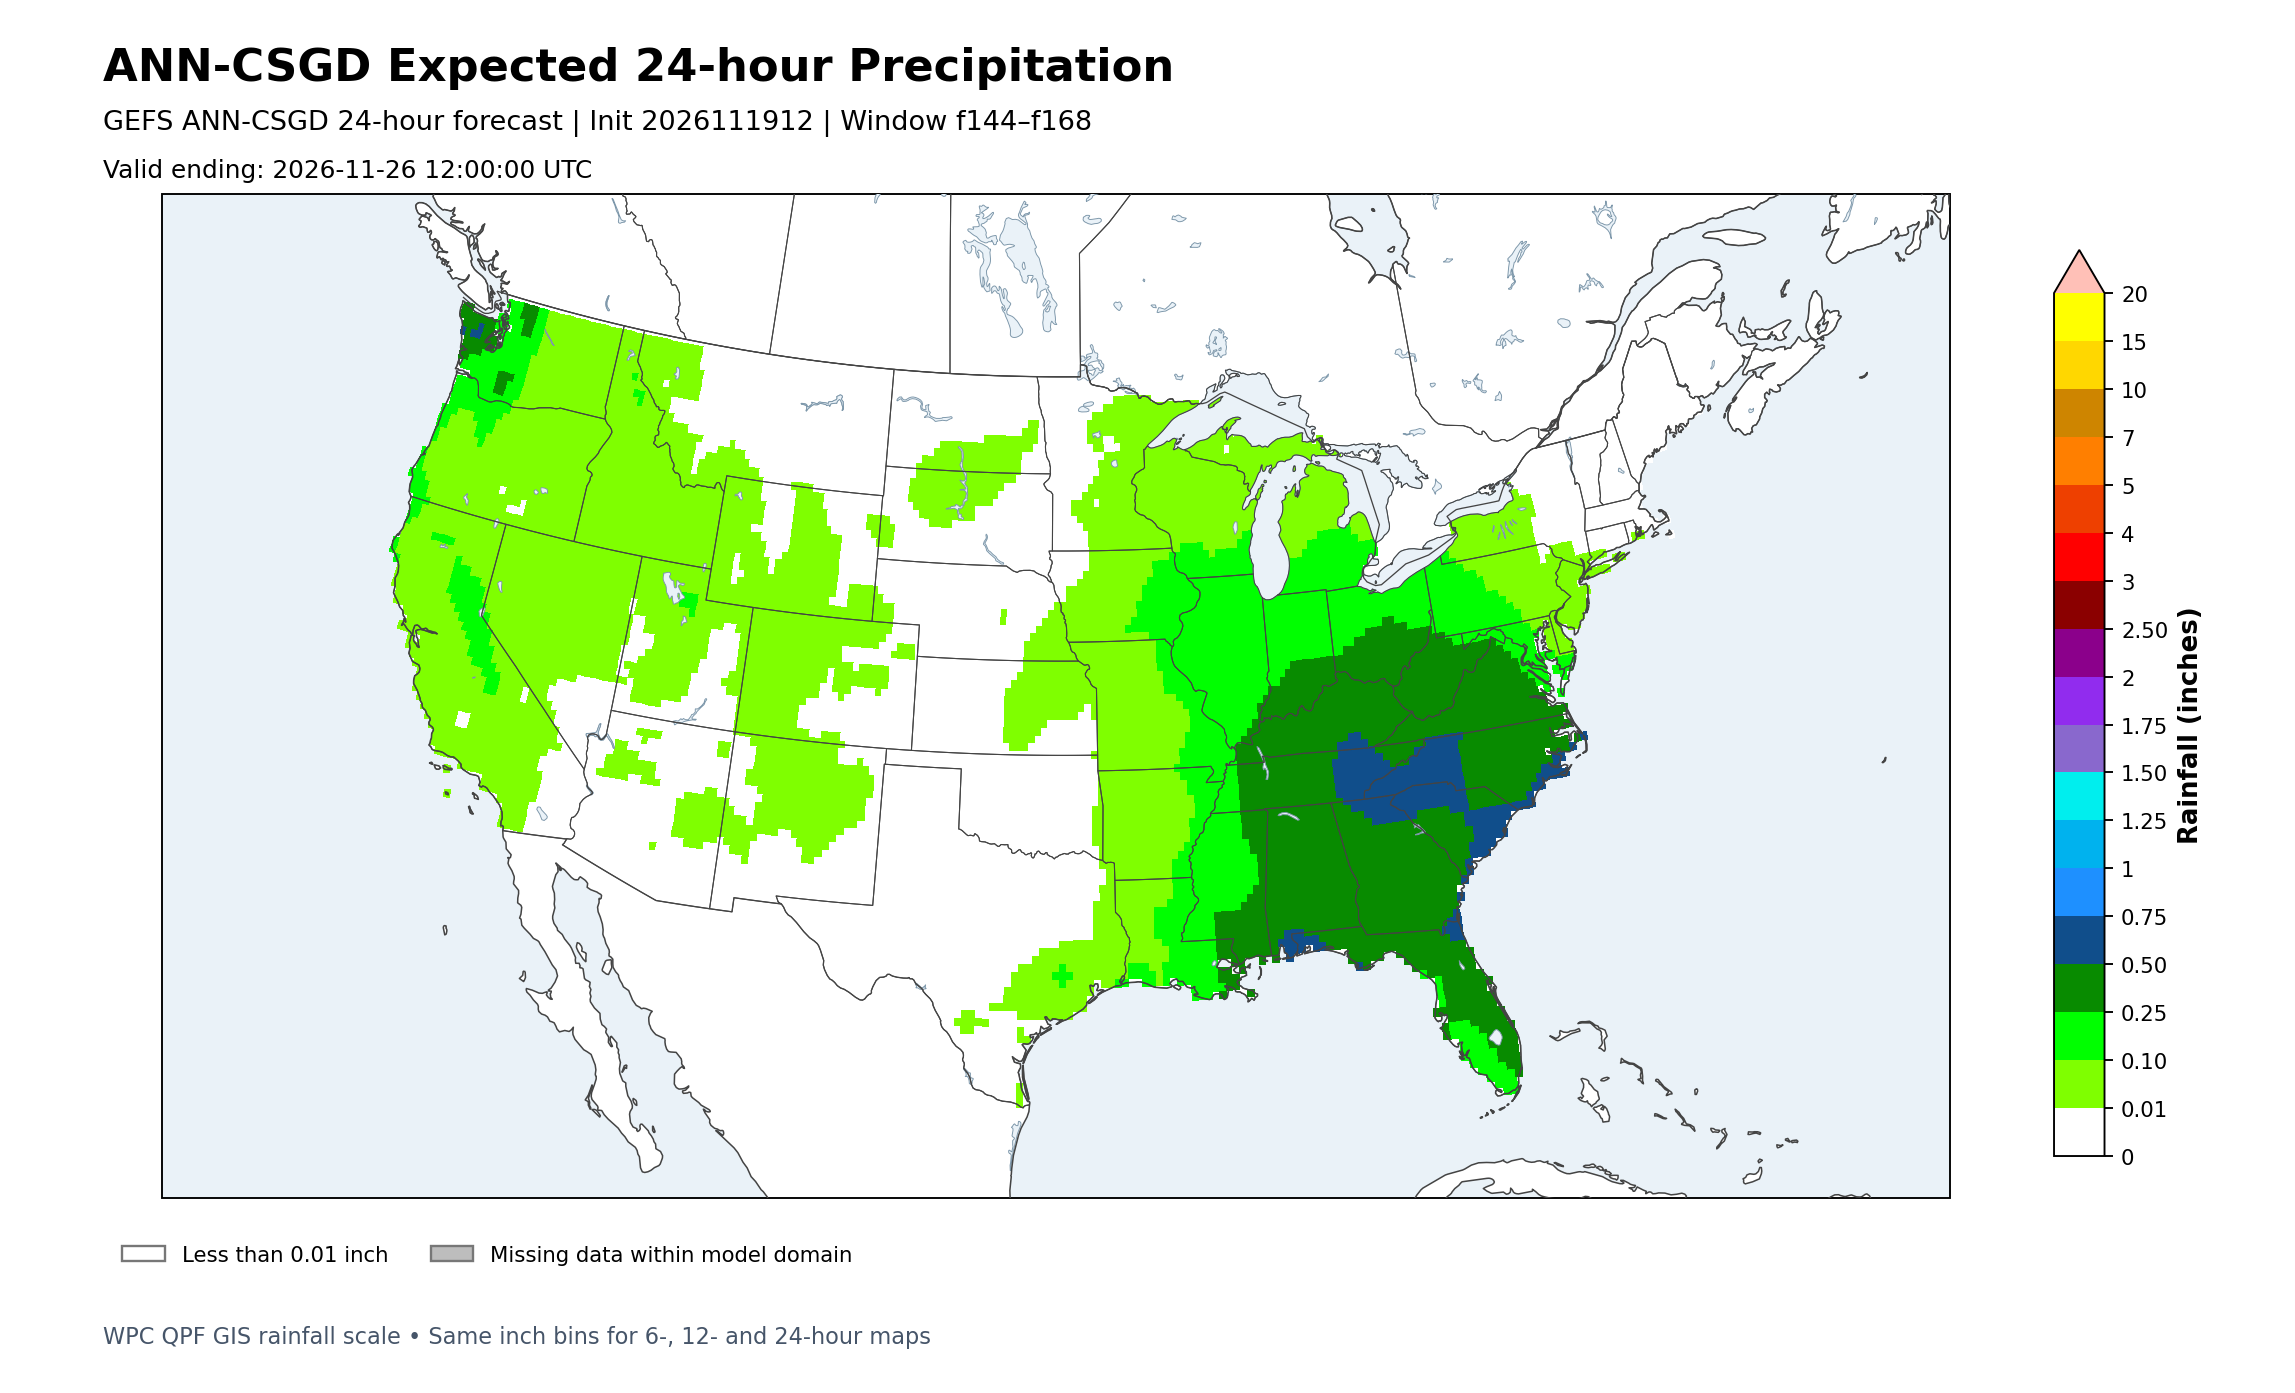 ANN-CSGD Expected 24-hour Precipitation
GEFS ANN-CSGD 24-hour forecast | Init 2026111912 | Window f144–f168
Valid ending: 2026-11-26 12:00:00 UTC
20
15
10
7
5
4
3
2.50
2
1.75
1.50
1.25
1
0.75
0.50
0.25
0.10
0.01
0
Rainfall (inches)
Less than 0.01 inch
Missing data within model domain
WPC QPF GIS rainfall scale • Same inch bins for 6-, 12- and 24-hour maps